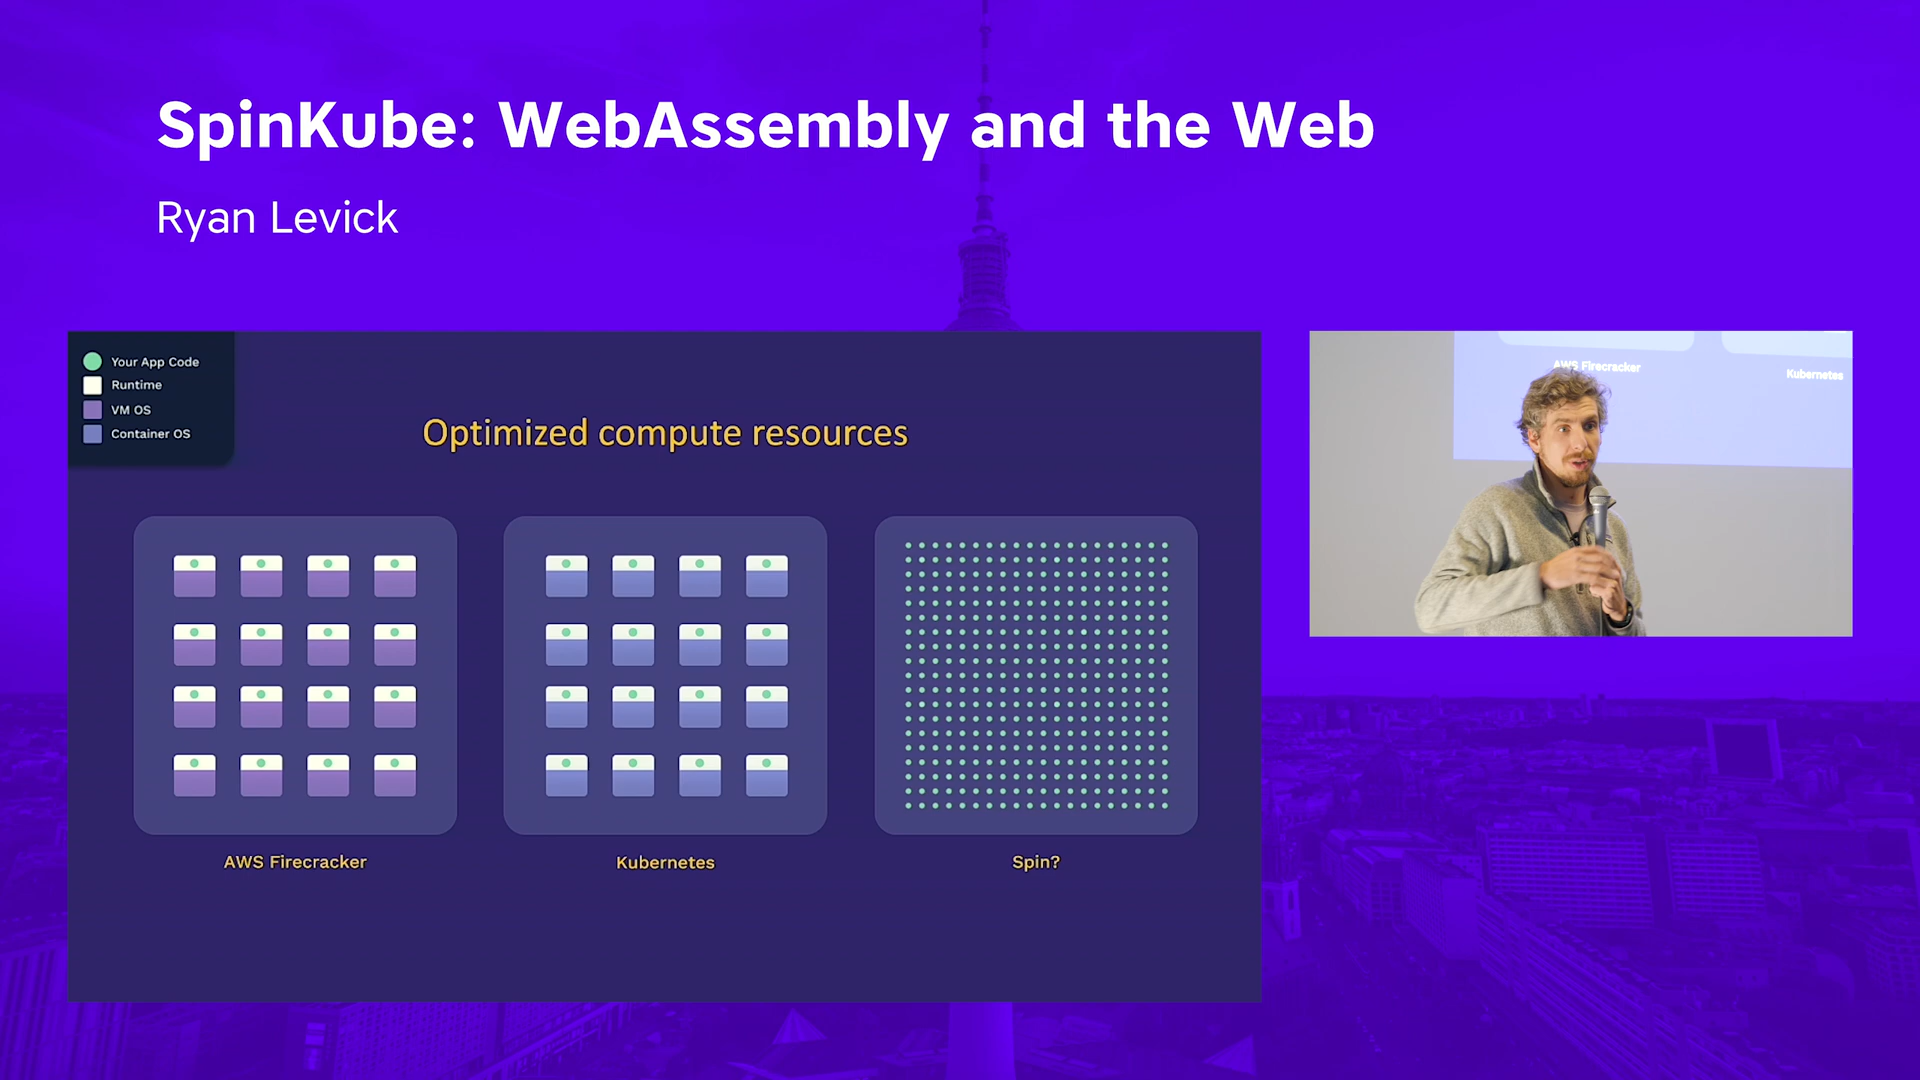 SpinKube: WebAssembly and the Web
Ryan Levick
Your App Code
Runtime
VM OS
Container OS
Optimized compute resources
AWS Firecracker
Kubernetes
Spin?
AWS Firecracker
Kubernetes